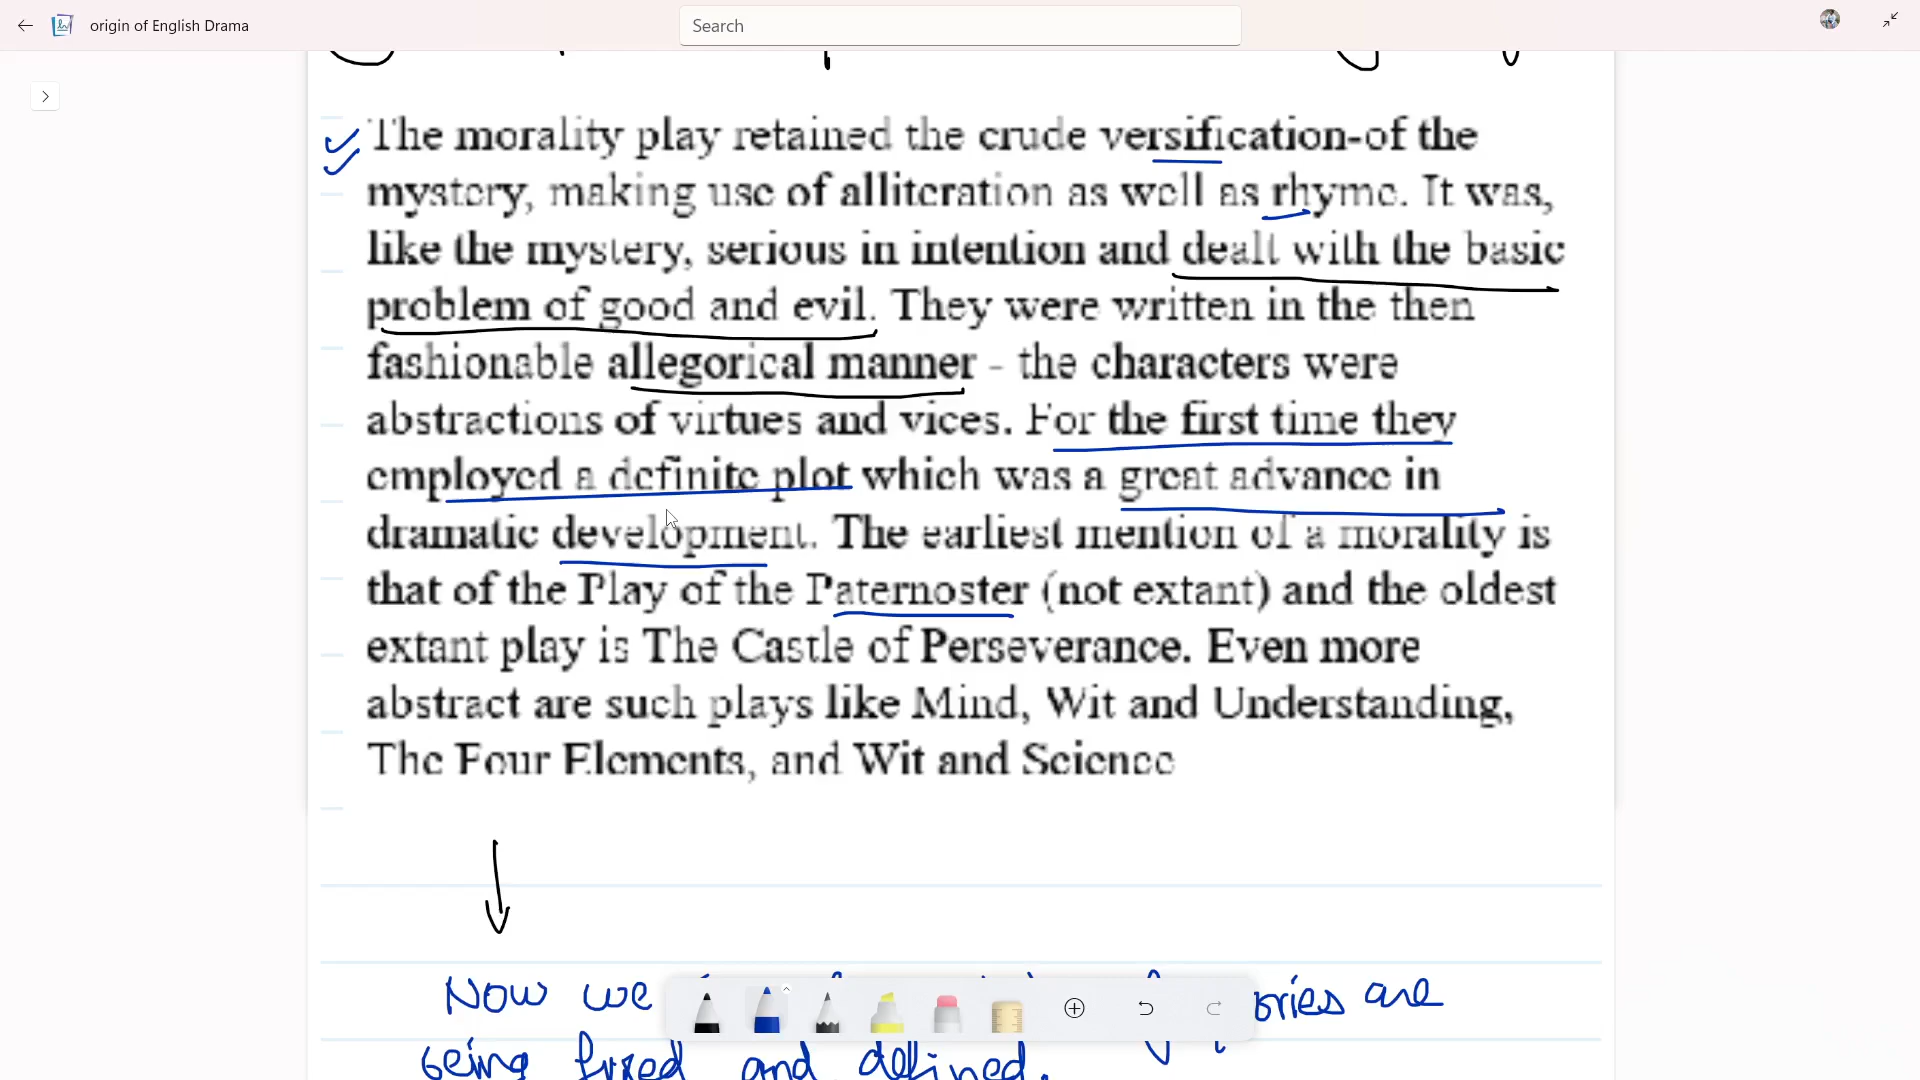 origin of English Drama
Search
The morality play retained the crude versification-of the
mystery, making use of alliteration as well as rhyme. It was,
like the mystery, serious in intention and dealt with the basic
problem of good and evil. They were written in the then
fashionable allegorical manner - the characters were
abstractions of virtues and vices. For the first time they
employed a definite plot which was a great advance in
dramatic development. The earliest mention of a morality is
that of the Play of the Paternoster (not extant) and the oldest
extant play is The Castle of Perseverance. Even more
abstract are such plays like Mind, Wit and Understanding,
The Four Elements, and Wit and Science
Now we are
being fixed and defined.